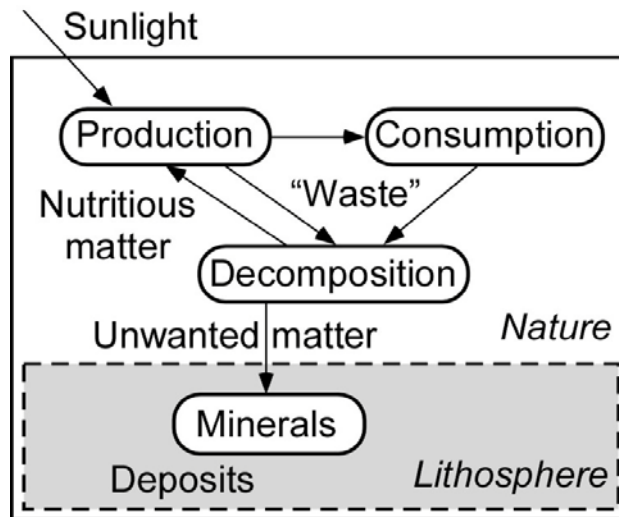 Sunlight
Production
Consumption
“Waste”
Nutritious
matter
Decomposition
Unwanted matter
Nature
Minerals
Deposits
Lithosphere